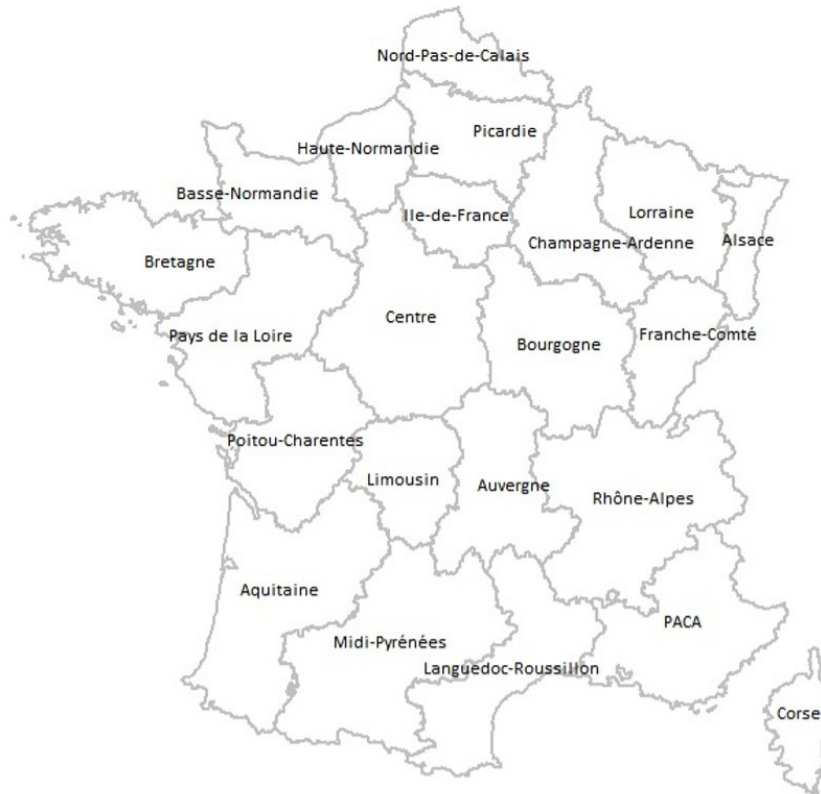 Nord-Pas-de-Calais
Picardie
Haute-Normandie
Basse-Normandie
Ile-de-France
Lorraine
Champagne-Ardenne
Alsace
Bretagne
Centre
Pays de la Loire
Bourgogne
Franche-Comté
Poitou-Charentes
Limousin
Auvergne
Rhône-Alpes
Aquitaine
PACA
Midi-Pyrénées
Languedoc-Roussillon
Corse